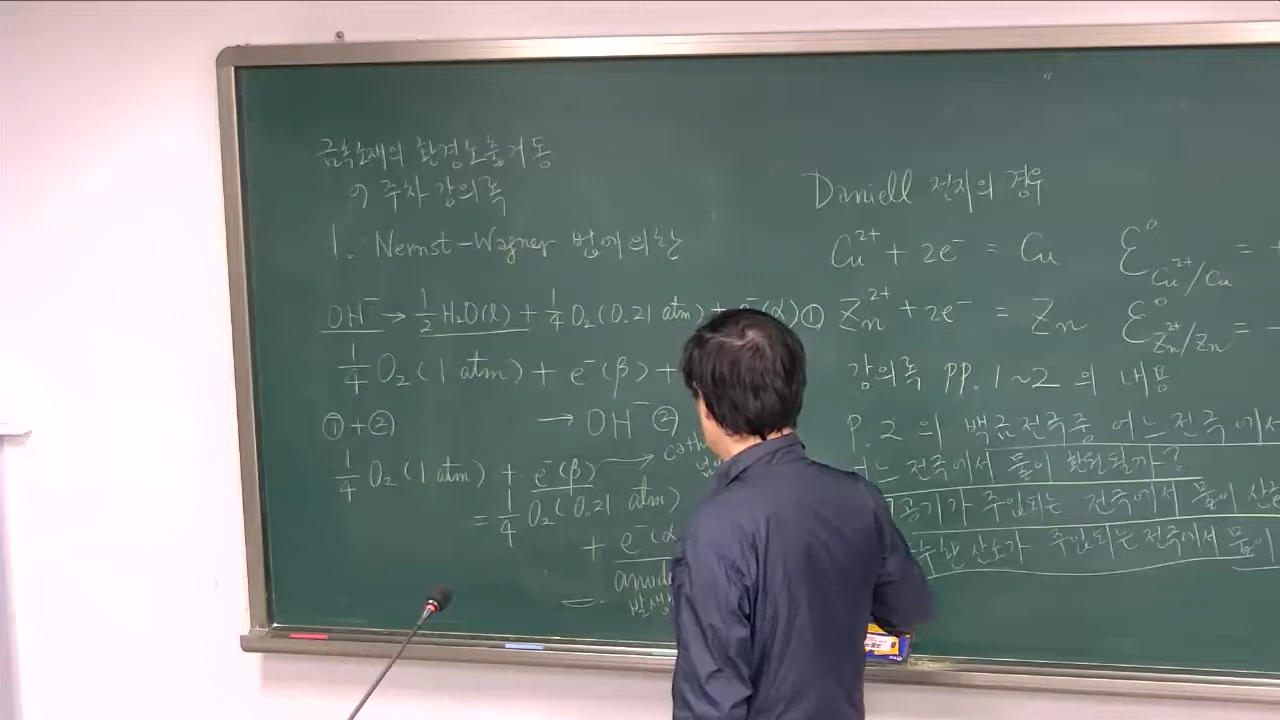 금속소재의 환경노출거동
9 주차 강의록
1. Nernst-Wagner 법에 의한
OH⁻ → 1/2 H₂O(l) + 1/4 O₂(0.21 atm) + e⁻(α) ①
1/4 O₂(1 atm) + e⁻(β) +
→ OH⁻ ②
① + ②
1/4 O₂(1 atm) + e⁻(β) →
= 1/4 O₂(0.21 atm)
+ e⁻(α
Daniell 전지의 경우
Cu²⁺ + 2e⁻ = Cu ε°Cu²⁺/Cu = +
Zn²⁺ + 2e⁻ = Zn ε°Zn²⁺/Zn = -
강의록 pp. 1~2 의 내용
P. 2 의 백금전극중 어느 전극에서
느 전극에서 물이 환원될까?
공기가 주입되는 전극에서 물이
수한 산소가 주입되는 전극에서 물이